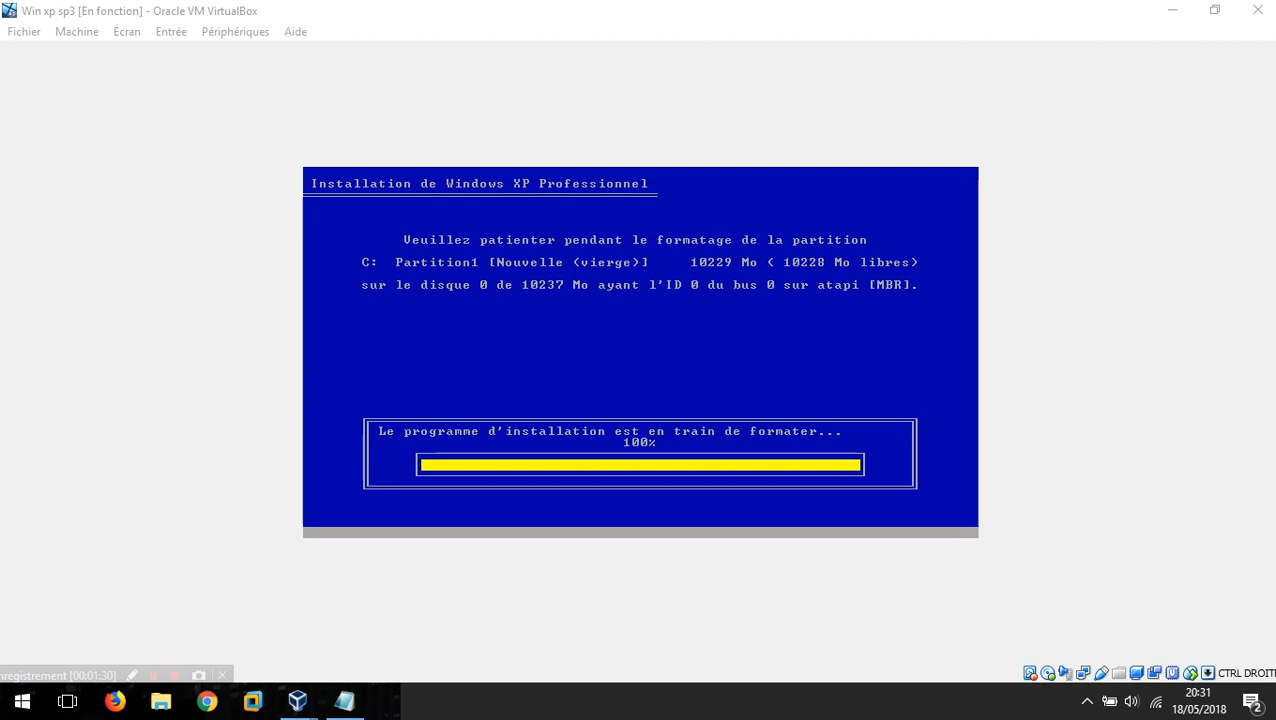 Win xp sp3 [En fonction] - Oracle VM VirtualBox
Fichier Machine Écran Entrée Périphériques Aide
Installation de Windows XP Professionnel
Veuillez patienter pendant le formatage de la partition
C: Partition1 [Nouvelle (vierge)] 10229 Mo ( 10228 Mo libres)
sur le disque 0 de 10237 Mo ayant l'ID 0 du bus 0 sur atapi [MBR].
Le programme d'installation est en train de formater...
100%
nregistrement [00:01:30]
CTRL DROITE
20:31
18/05/2018
2